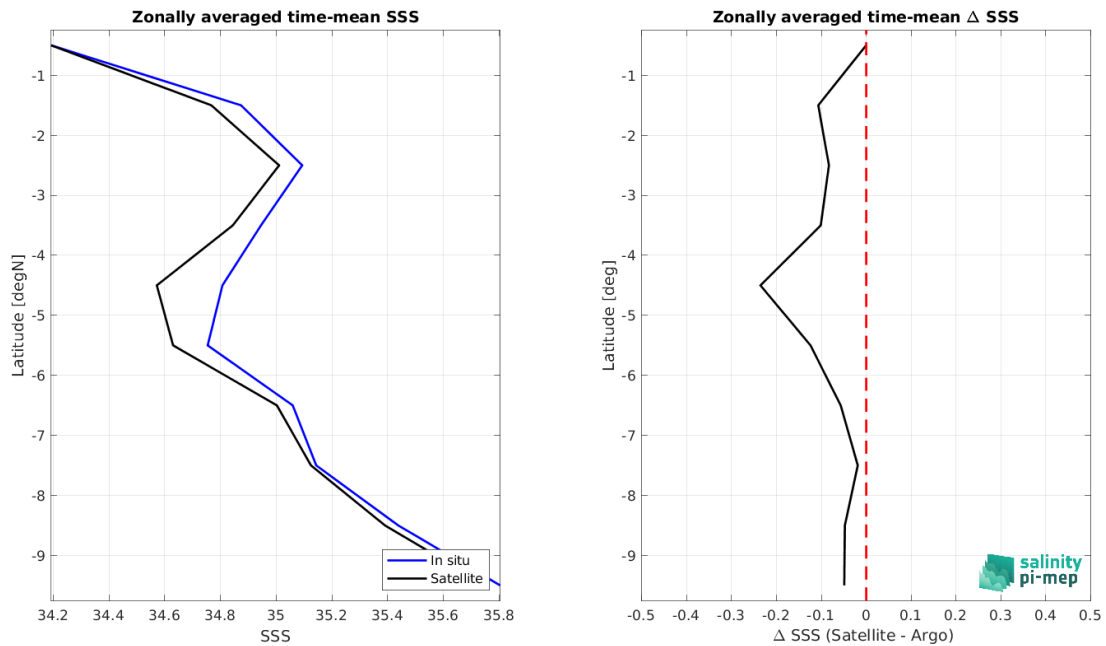 Zonally averaged time-mean SSS
-1
-2
-3
-4
-5
-6
-7
-8
-9
Latitude [degN]
34.2 34.4 34.6 34.8 35 35.2 35.4 35.6 35.8
SSS
In situ
Satellite
Zonally averaged time-mean Δ SSS
-1
-2
-3
-4
-5
-6
-7
-8
-9
Latitude [deg]
-0.5 -0.4 -0.3 -0.2 -0.1 0 0.1 0.2 0.3 0.4 0.5
Δ SSS (Satellite - Argo)
salinity
pi-mep